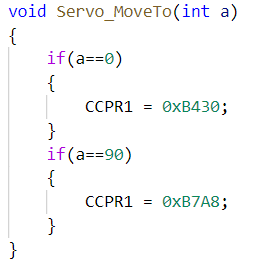 void Servo_MoveTo(int a)
{
    if(a==0)
    {
        CCPR1 = 0xB430;
    }
    if(a==90)
    {
        CCPR1 = 0xB7A8;
    }
}